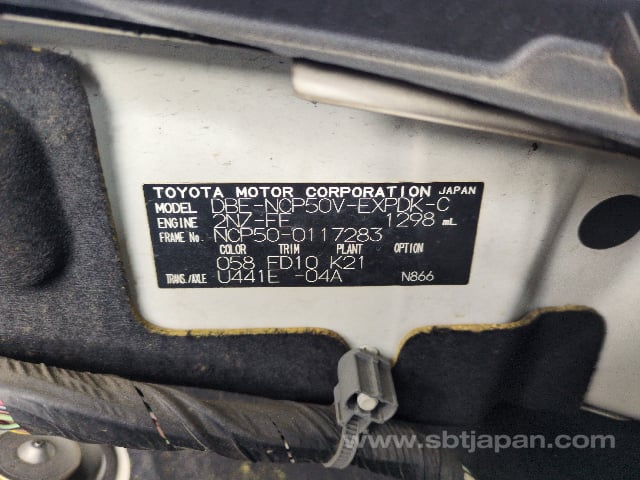 TOYOTA MOTOR CORPORATION JAPAN
MODEL DBE-NCP50V-EXPDK-C
ENGINE 2NZ-FE 1298 mL
FRAME No NCP50-0117283
COLOR TRIM PLANT OPTION
058 FD10 K21
TRANS./AXLE U441E -04A N866
www.sbtjapan.com